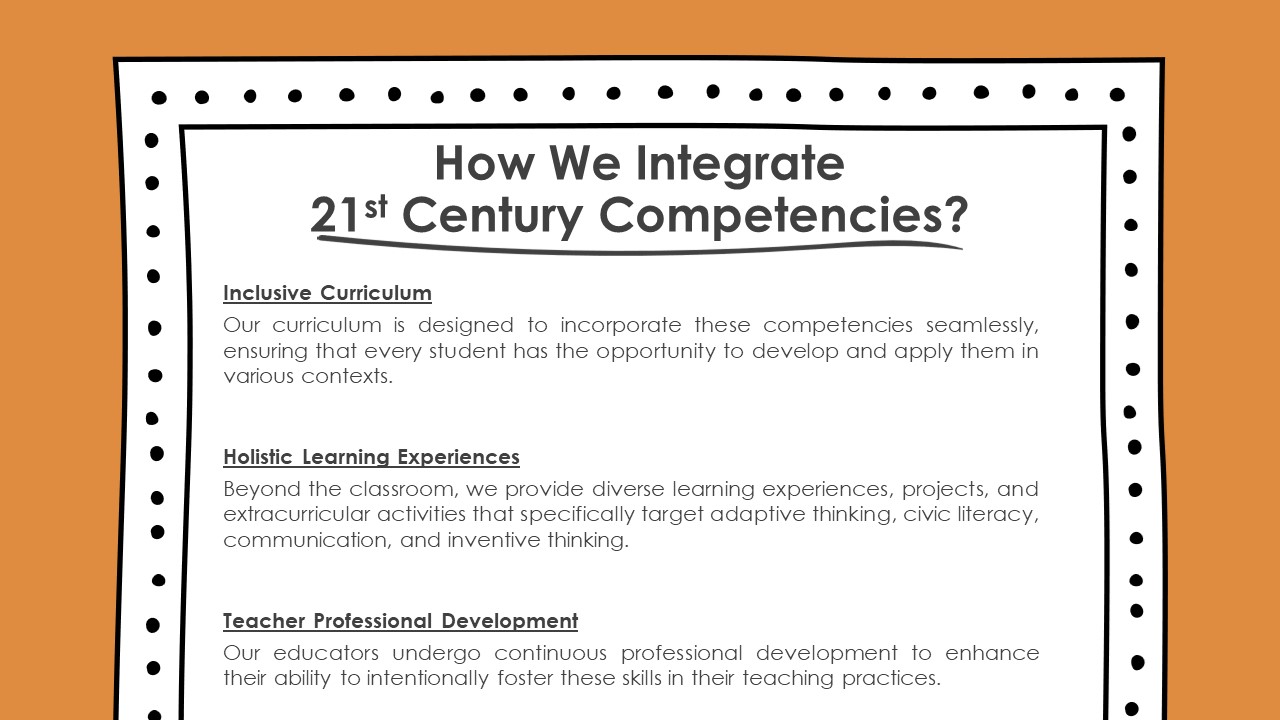 How We Integrate
21st Century Competencies?
Inclusive Curriculum
Our curriculum is designed to incorporate these competencies seamlessly,
ensuring that every student has the opportunity to develop and apply them in
various contexts.
Holistic Learning Experiences
Beyond the classroom, we provide diverse learning experiences, projects, and
extracurricular activities that specifically target adaptive thinking, civic literacy,
communication, and inventive thinking.
Teacher Professional Development
Our educators undergo continuous professional development to enhance
their ability to intentionally foster these skills in their teaching practices.